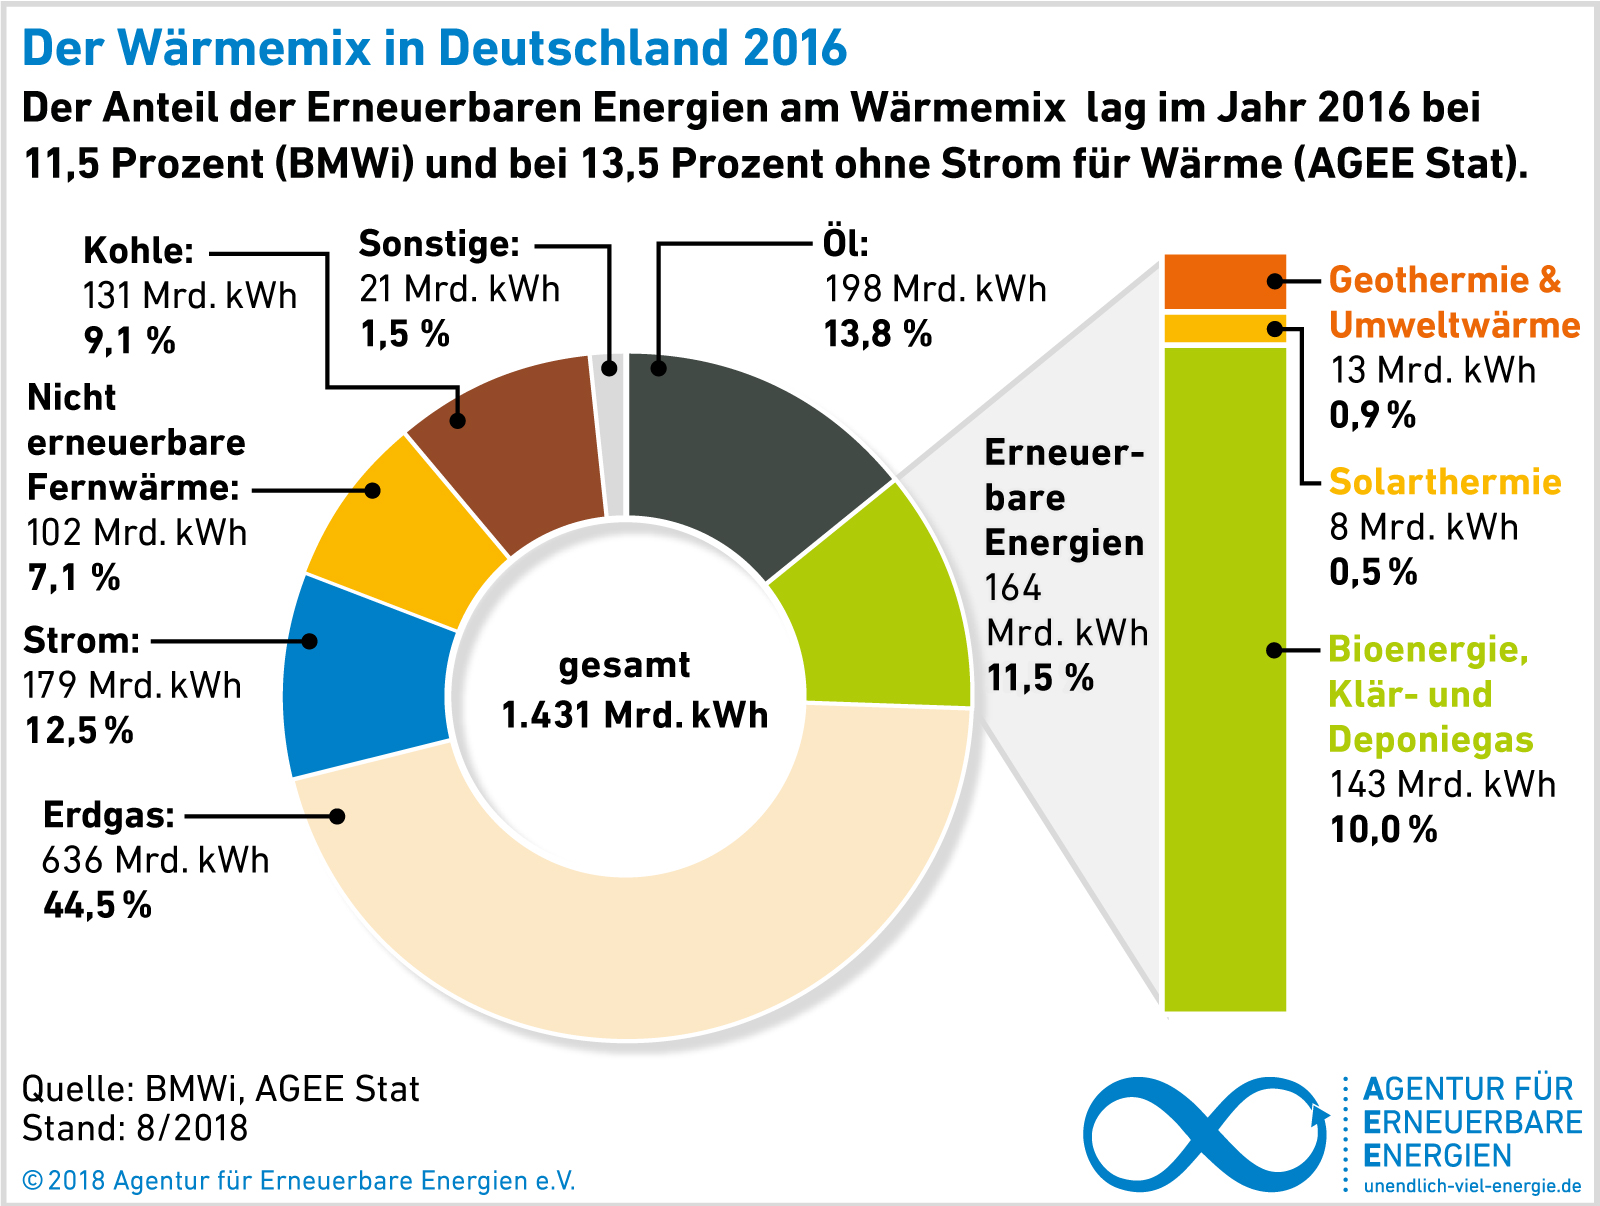 Der Wärmemix in Deutschland 2016
Der Anteil der Erneuerbaren Energien am Wärmemix lag im Jahr 2016 bei
11,5 Prozent (BMWi) und bei 13,5 Prozent ohne Strom für Wärme (AGEE Stat).
Kohle:
131 Mrd. kWh
9,1 %
Sonstige:
21 Mrd. kWh
1,5 %
Öl:
198 Mrd. kWh
13,8 %
Nicht
erneuerbare
Fernwärme:
102 Mrd. kWh
7,1 %
Strom:
179 Mrd. kWh
12,5 %
Erdgas:
636 Mrd. kWh
44,5 %
gesamt
1.431 Mrd. kWh
Erneuer-
bare
Energien
164
Mrd. kWh
11,5 %
Geothermie &
Umweltwärme
13 Mrd. kWh
0,9 %
Solarthermie
8 Mrd. kWh
0,5 %
Bioenergie,
Klär- und
Deponiegas
143 Mrd. kWh
10,0 %
Quelle: BMWi, AGEE Stat
Stand: 8/2018
© 2018 Agentur für Erneuerbare Energien e.V.
AGENTUR FÜR
ERNEUERBARE
ENERGIEN
unendlich-viel-energie.de